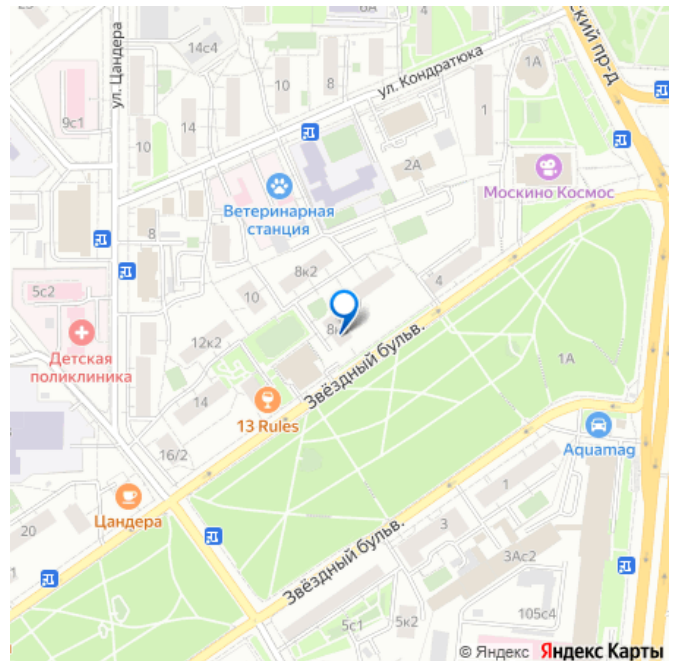 14с4
10
8
4
6А
ул. Цандера
ул. Кондратюка
ский пр-д
1А
9с1
14
10
1
2А
Москино Космос
Ветеринарная
станция
8
5с2
8к2
4
10
12к2
Детская
поликлиника
14
13 Rules
Звёздный бульв.
1А
Aquamag
16/2
Цандера
20
1
3
3Ас2
Звёздный бульв.
105с4
5с1
5к2
© Яндекс Яндекс Карты